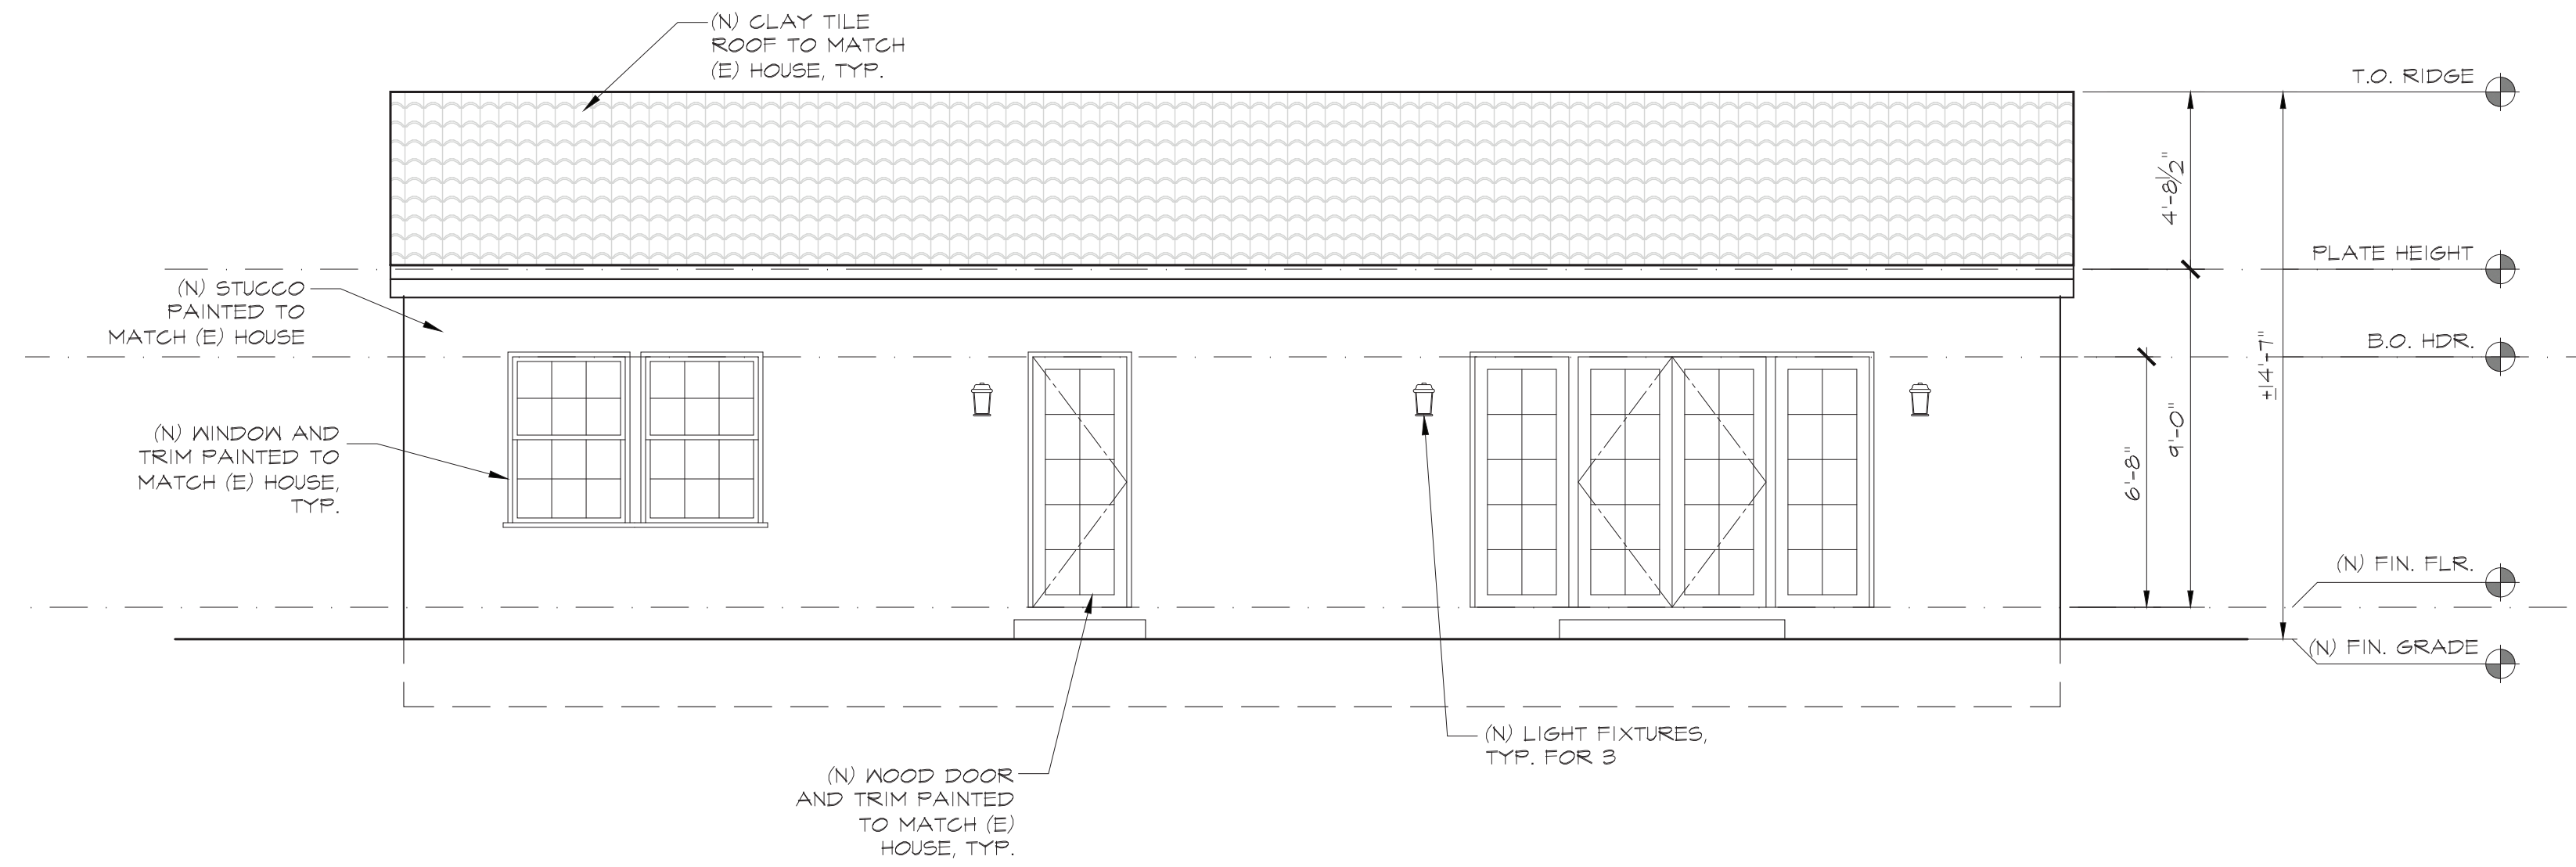 (N) CLAY TILE
ROOF TO MATCH
(E) HOUSE, TYP.
T.O. RIDGE
4'-8½"
PLATE HEIGHT
(N) STUCCO
PAINTED TO
MATCH (E) HOUSE
B.O. HDR.
±14'-7"
9'-0"
6'-8"
(N) WINDOW AND
TRIM PAINTED TO
MATCH (E) HOUSE,
TYP.
(N) FIN. FLR.
(N) FIN. GRADE
(N) LIGHT FIXTURES,
TYP. FOR 3
(N) WOOD DOOR
AND TRIM PAINTED
TO MATCH (E)
HOUSE, TYP.